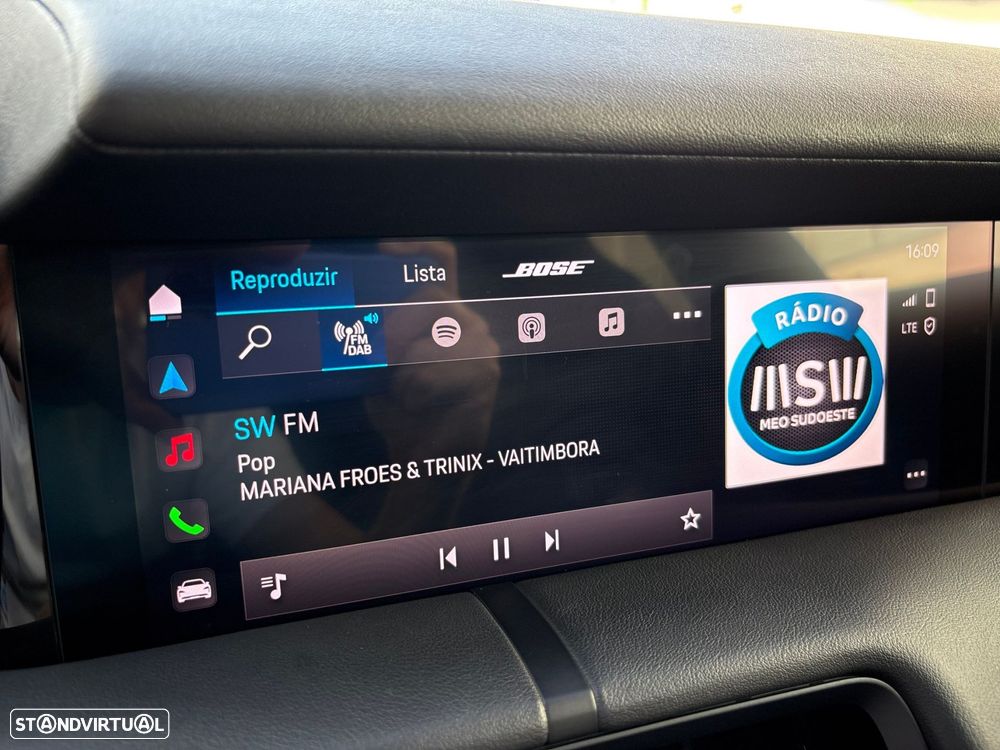 Reproduzir
Lista
BOSE
16:09
FM
DAB
LTE
RÁDIO
SW
MEO SUDOESTE
SW FM
Pop
MARIANA FROES & TRINIX - VAITIMBORA
STANDVIRTUAL